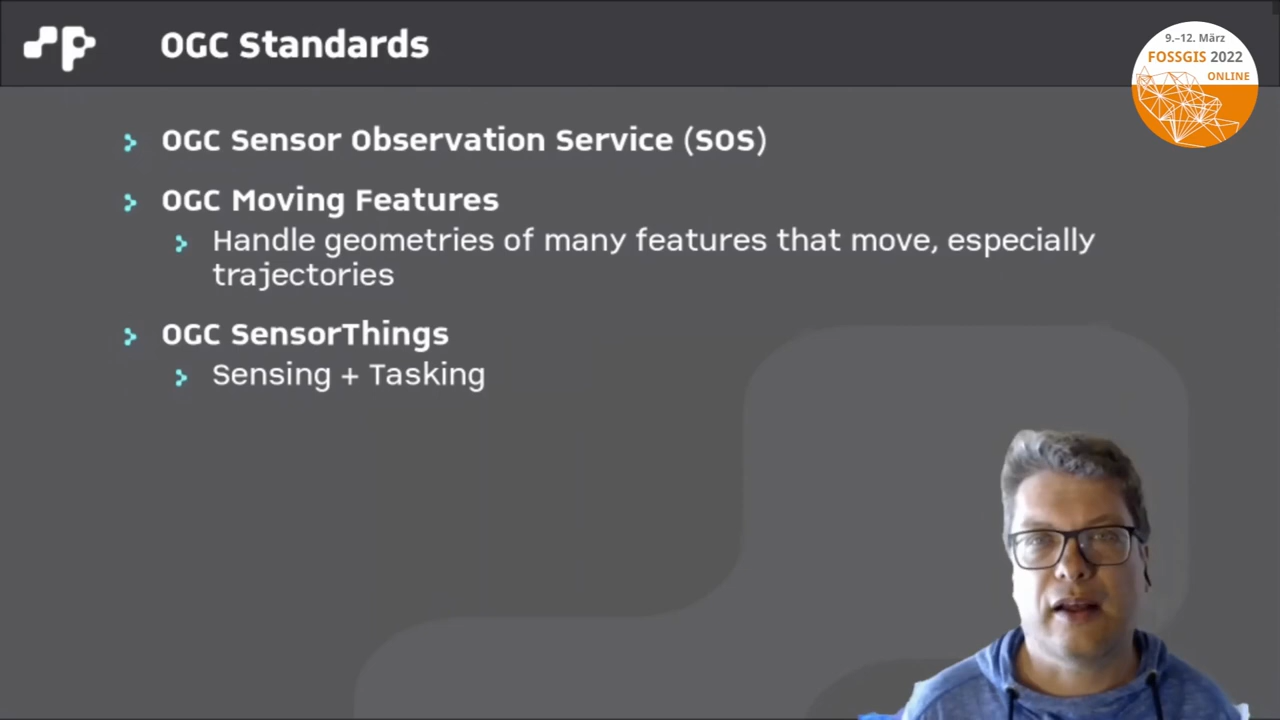 OGC Standards
9.–12. März
FOSSGIS 2022
ONLINE
OGC Sensor Observation Service (SOS)
OGC Moving Features
Handle geometries of many features that move, especially
trajectories
OGC SensorThings
Sensing + Tasking